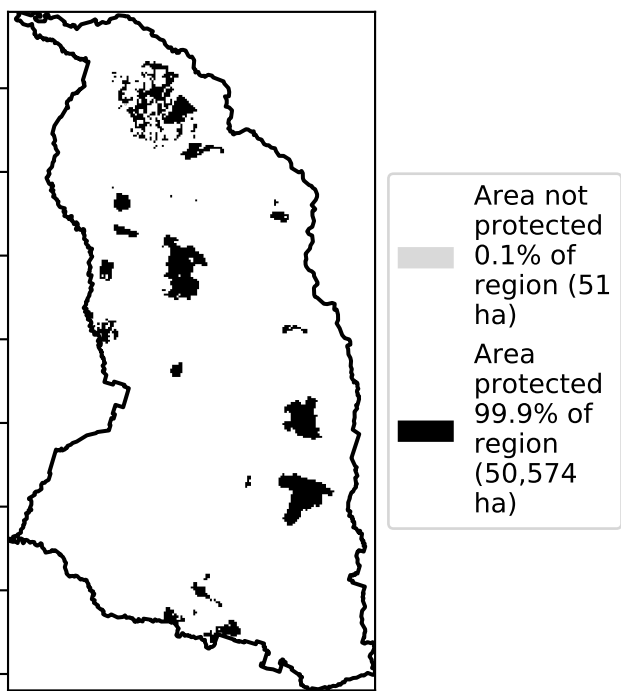 Area not
protected
0.1% of
region (51
ha)
Area
protected
99.9% of
region
(50,574
ha)